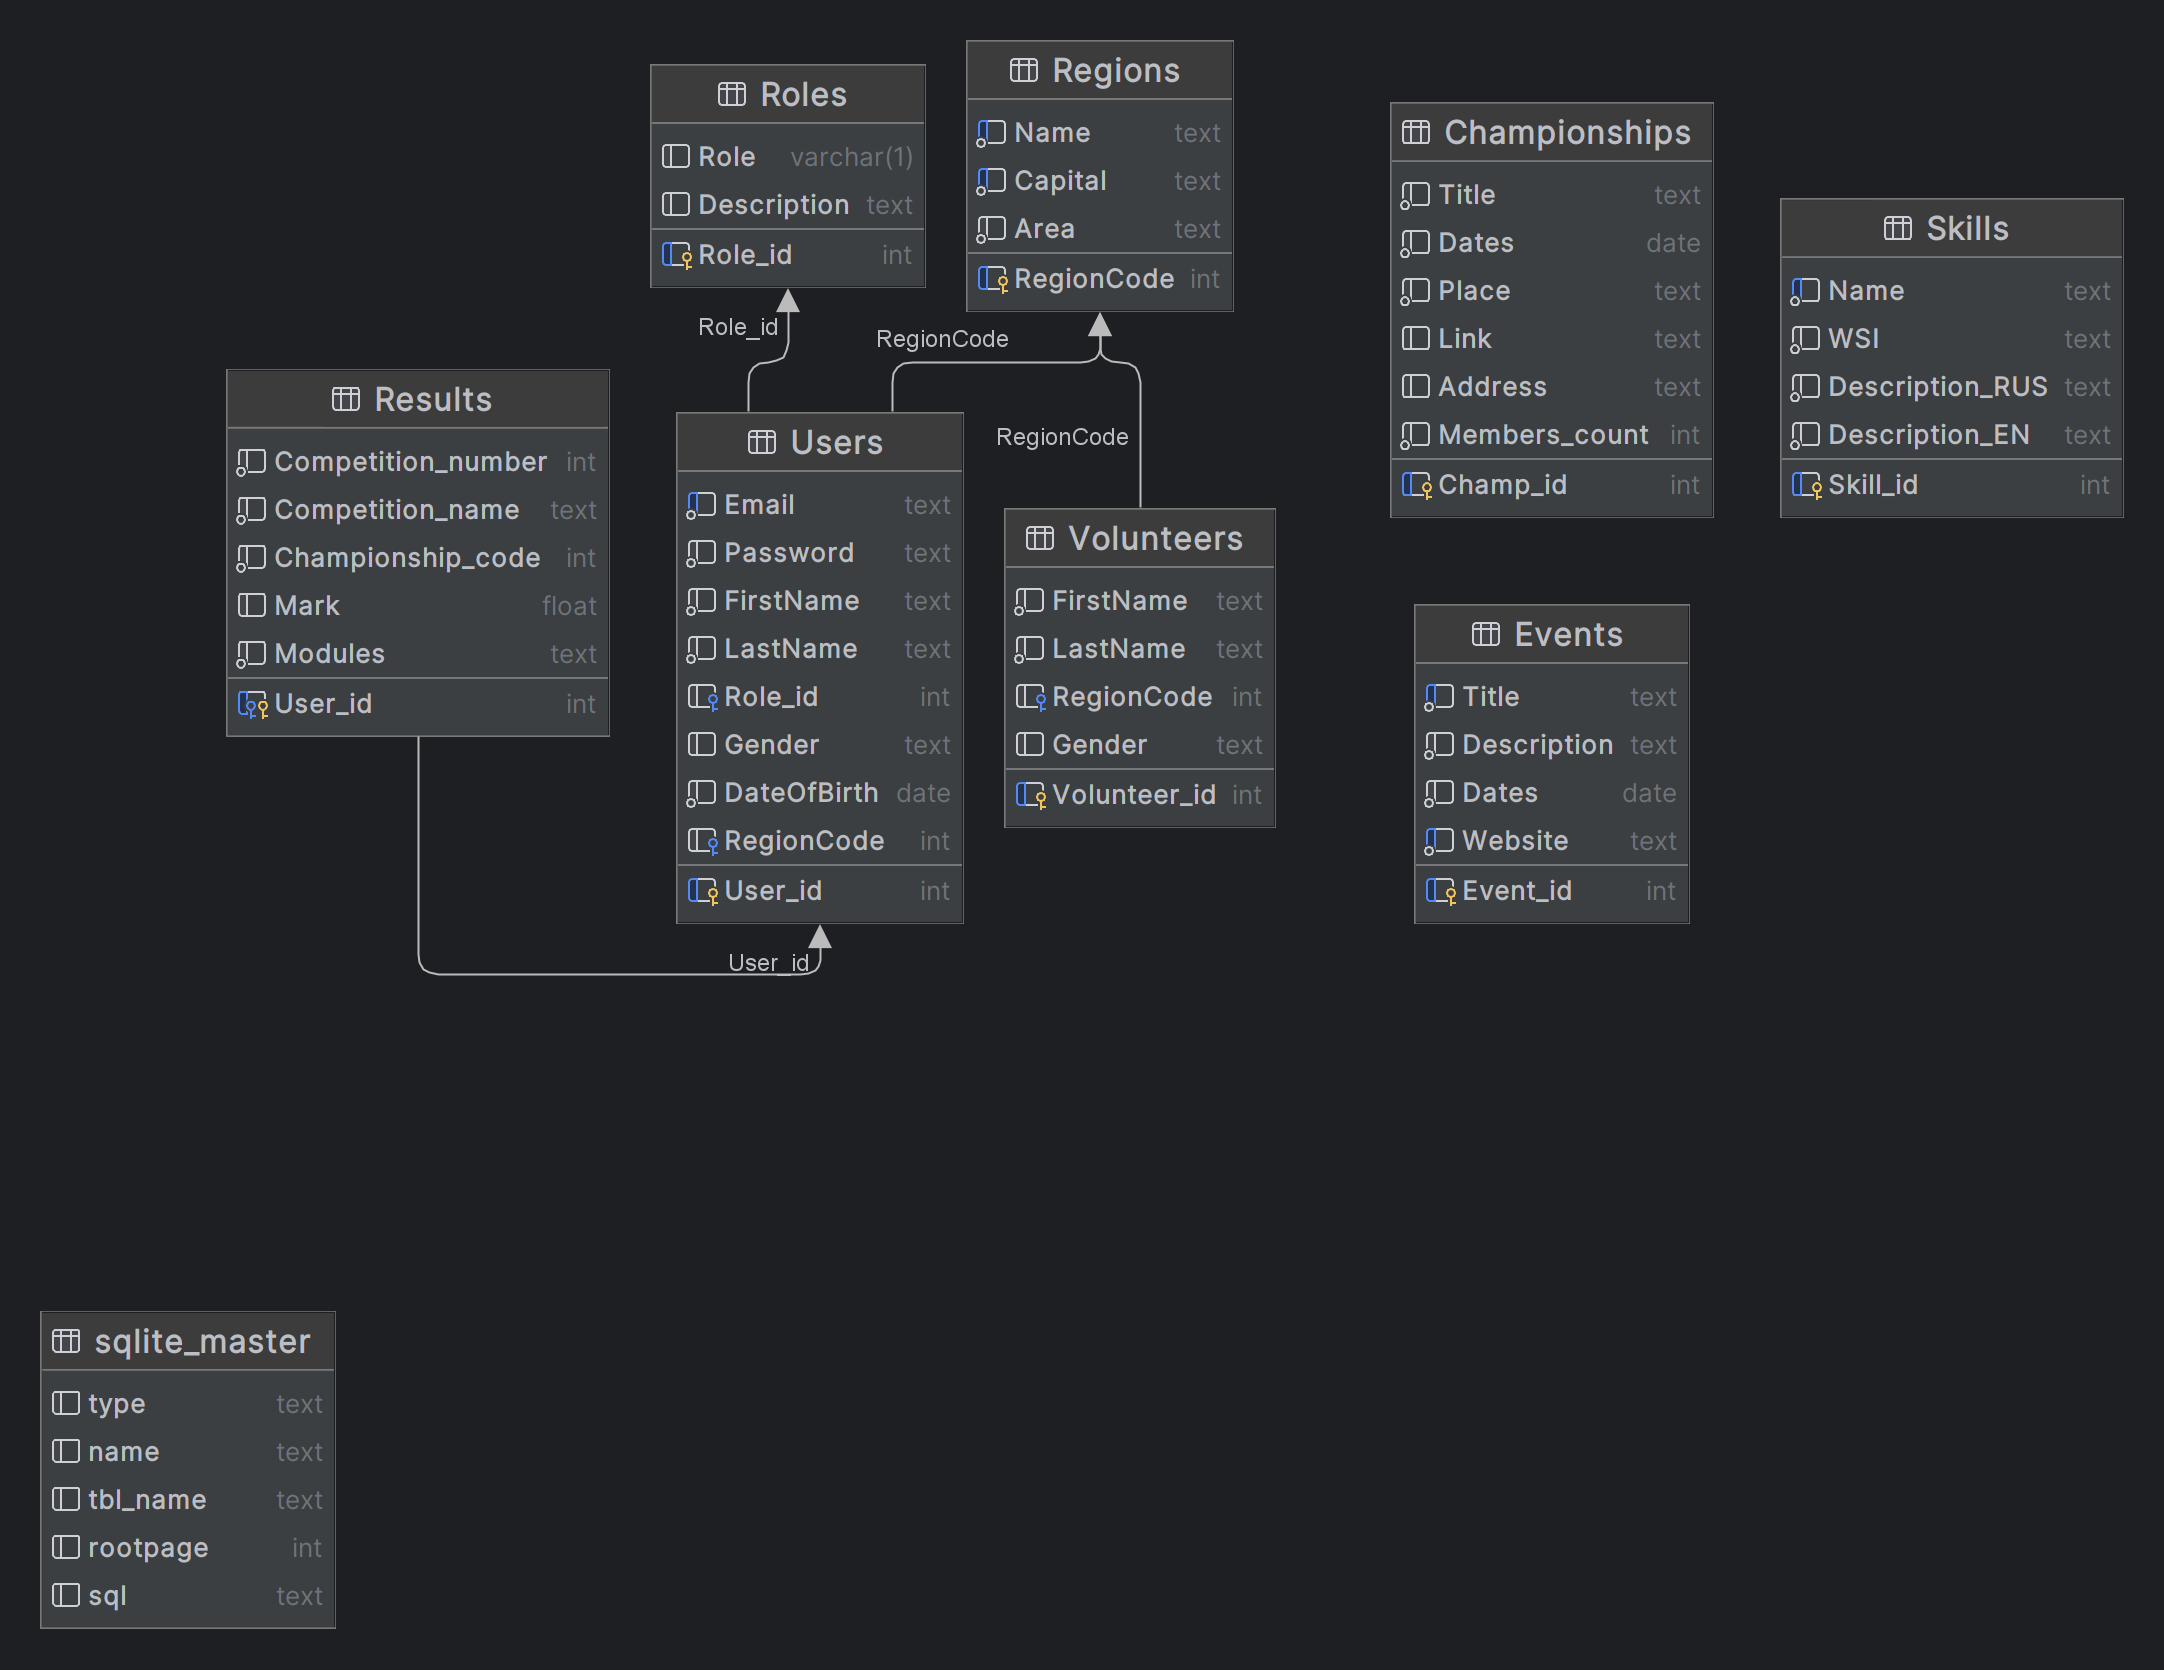 Roles
Role varchar(1)
Description text
Role_id int
Regions
Name text
Capital text
Area text
RegionCode int
Championships
Title text
Dates date
Place text
Link text
Address text
Members_count int
Champ_id int
Skills
Name text
WSI text
Description_RUS text
Description_EN text
Skill_id int
Role_id
RegionCode
RegionCode
Results
Competition_number int
Competition_name text
Championship_code int
Mark float
Modules text
User_id int
Users
Email text
Password text
FirstName text
LastName text
Role_id int
Gender text
DateOfBirth date
RegionCode int
User_id int
Volunteers
FirstName text
LastName text
RegionCode int
Gender text
Volunteer_id int
Events
Title text
Description text
Dates date
Website text
Event_id int
User_id
sqlite_master
type text
name text
tbl_name text
rootpage int
sql text